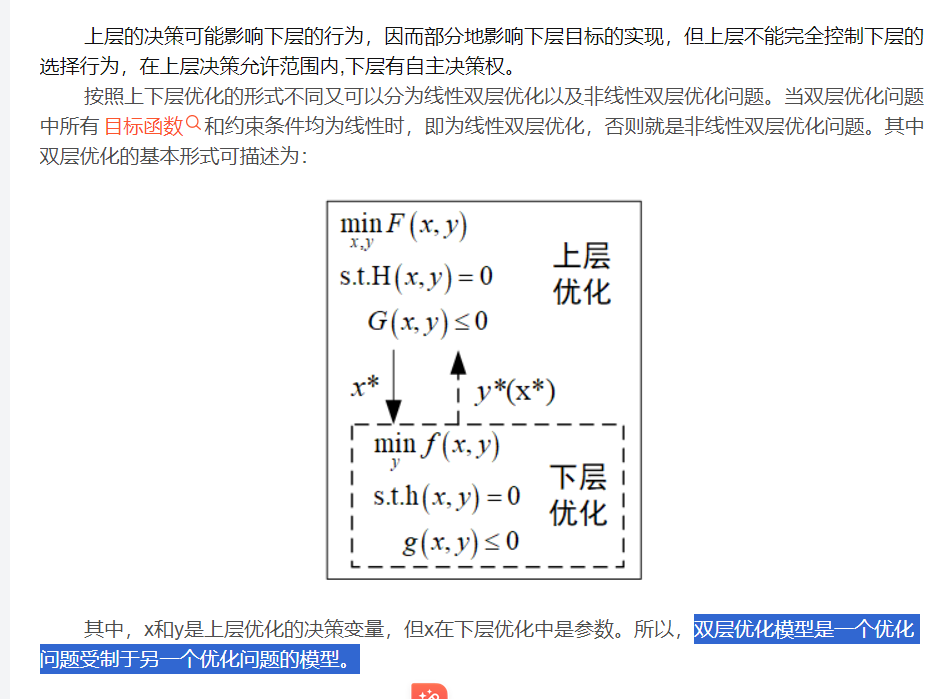 上层的决策可能影响下层的行为，因而部分地影响下层目标的实现，但上层不能完全控制下层的
选择行为，在上层决策允许范围内,下层有自主决策权。
按照上下层优化的形式不同又可以分为线性双层优化以及非线性双层优化问题。当双层优化问题
中所有 目标函数 和约束条件均为线性时，即为线性双层优化，否则就是非线性双层优化问题。其中
双层优化的基本形式可描述为：
min F(x, y)
x,y
s.t.H(x, y) = 0
G(x, y) ≤ 0
上层
优化
x*
y*(x*)
min f(x, y)
y
s.t.h(x, y) = 0
g(x, y) ≤ 0
下层
优化
其中，x和y是上层优化的决策变量，但x在下层优化中是参数。所以，双层优化模型是一个优化
问题受制于另一个优化问题的模型。